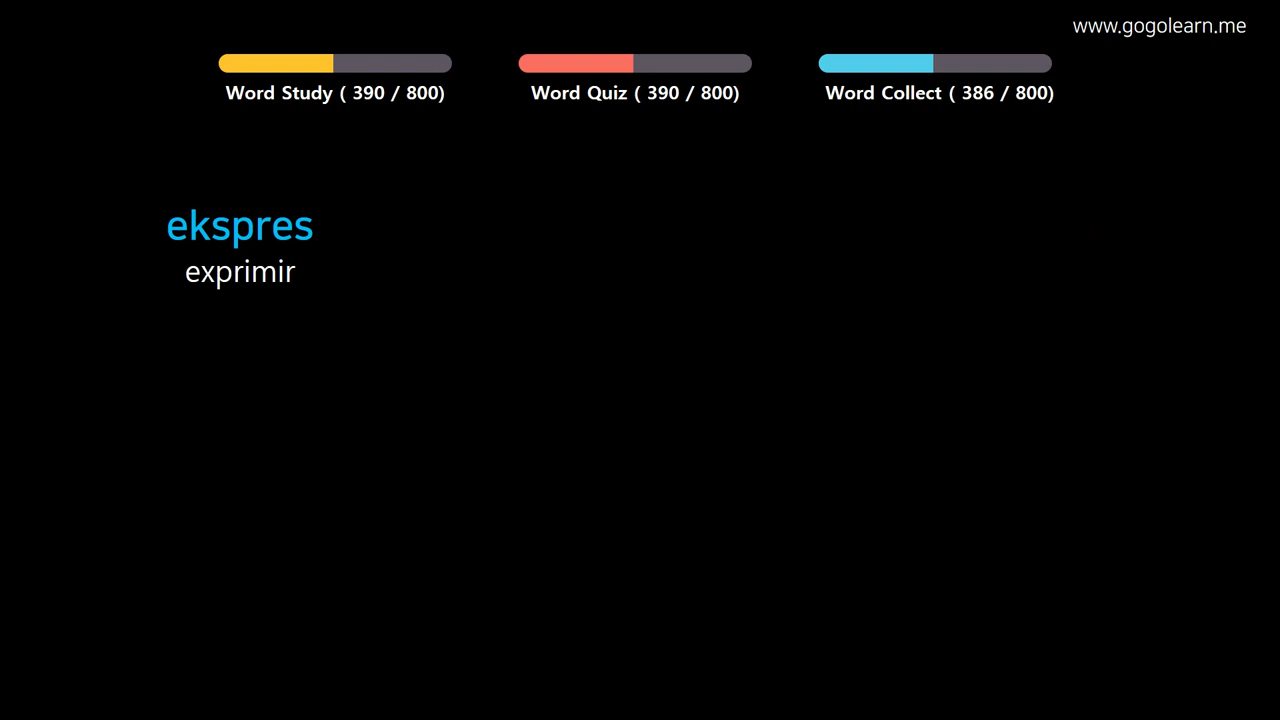 www.gogolearn.me
Word Study ( 390 / 800)
Word Quiz ( 390 / 800)
Word Collect ( 386 / 800)
ekspres
exprimir